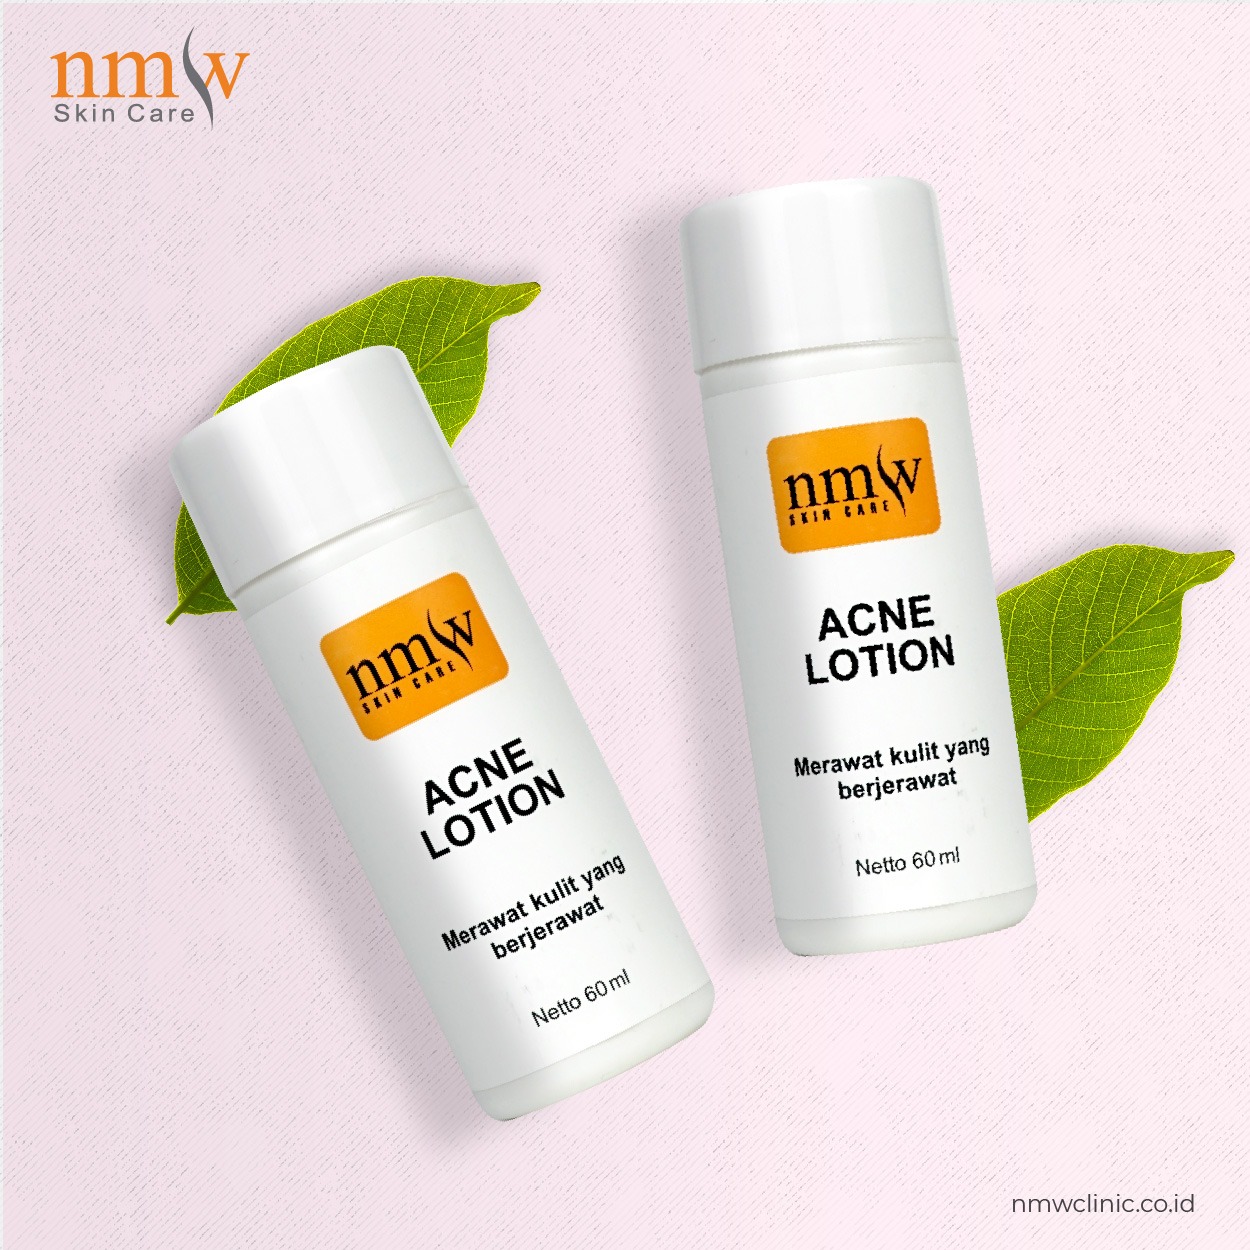 nmw
Skin Care
nmw
SKIN CARE
ACNE
LOTION
Merawat kulit yang
berjerawat
Netto 60 ml
nmw
SKIN CARE
ACNE
LOTION
Merawat kulit yang
berjerawat
Netto 60 ml
nmwclinic.co.id